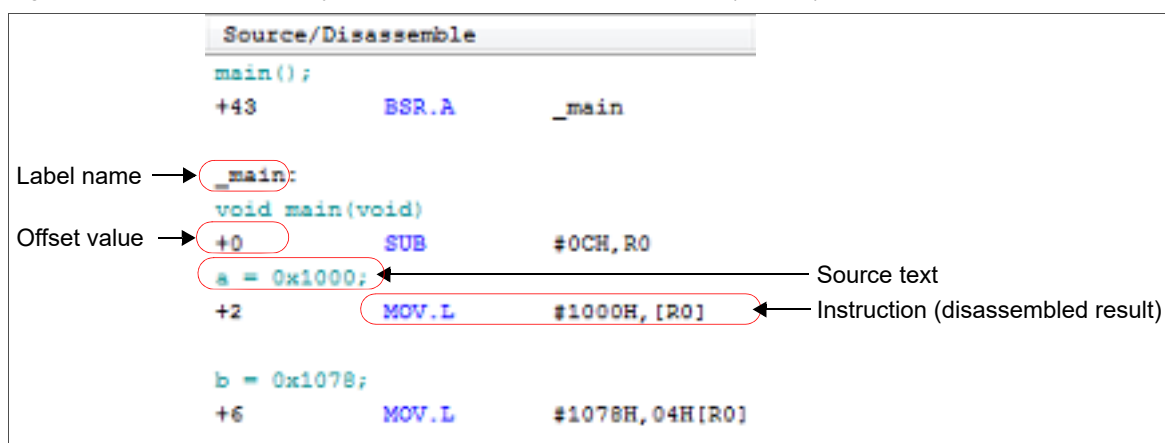 Source/Disassemble
main();
+43 BSR.A _main
Label name _main:
void main(void)
Offset value +0 SUB #0CH,R0
a = 0x1000; Source text
+2 MOV.L #1000H,[R0] Instruction (disassembled result)
b = 0x1078;
+6 MOV.L #1078H,04H[R0]